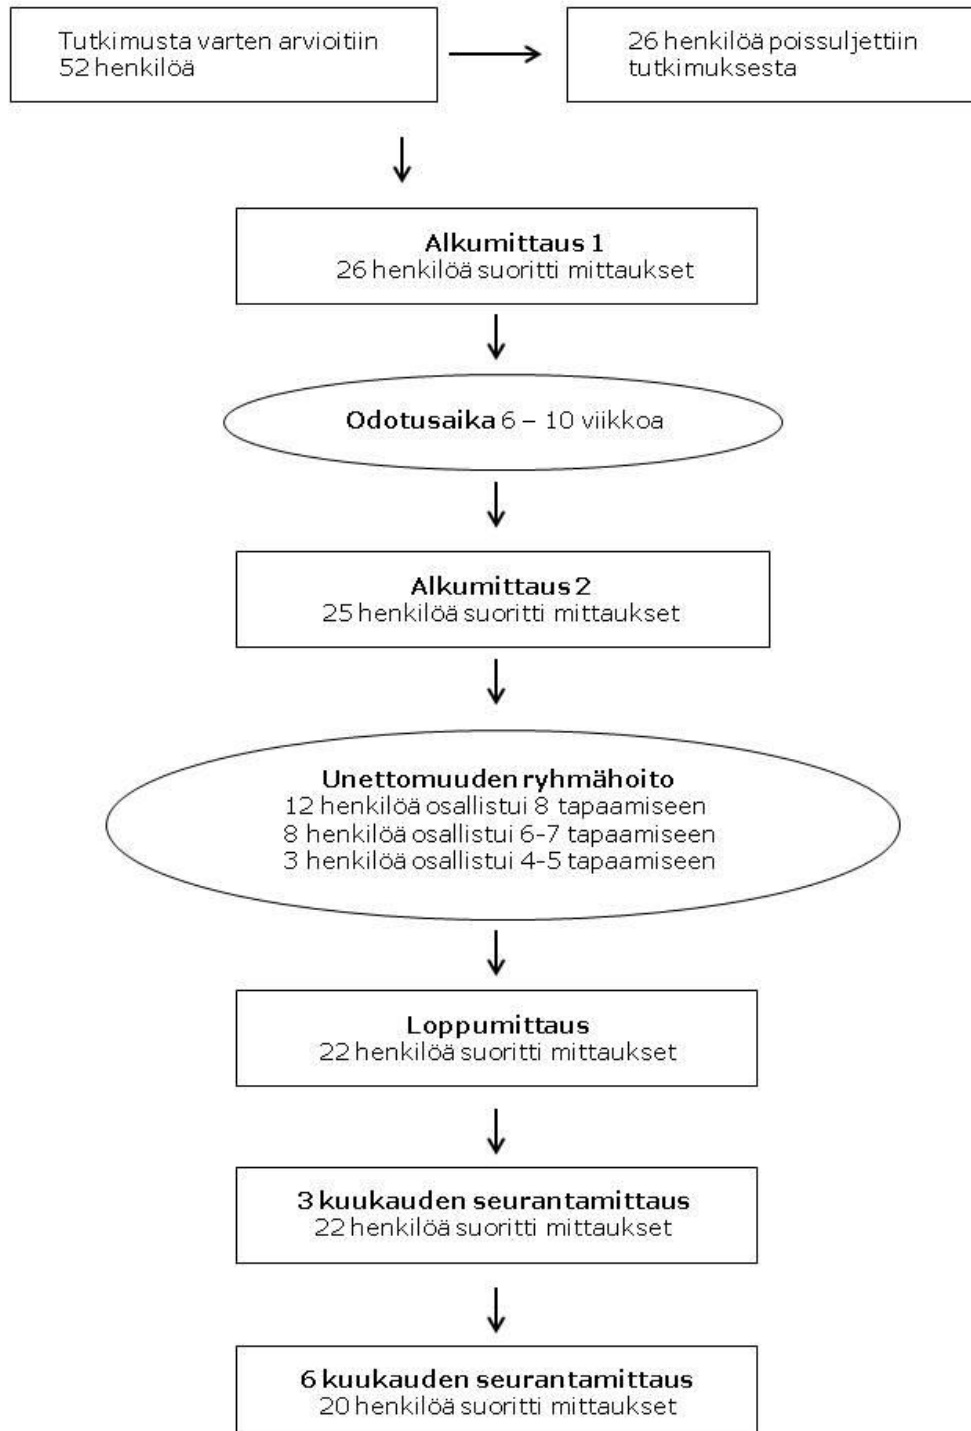 Tutkimusta varten arvioitiin
52 henkilöä
26 henkilöä poissuljettiin
tutkimuksesta
Alkumittaus 1
26 henkilöä suoritti mittaukset
Odotusaika 6 – 10 viikkoa
Alkumittaus 2
25 henkilöä suoritti mittaukset
Unettomuuden ryhmähoito
12 henkilöä osallistui 8 tapaamiseen
8 henkilöä osallistui 6-7 tapaamiseen
3 henkilöä osallistui 4-5 tapaamiseen
Loppumittaus
22 henkilöä suoritti mittaukset
3 kuukauden seurantamittaus
22 henkilöä suoritti mittaukset
6 kuukauden seurantamittaus
20 henkilöä suoritti mittaukset